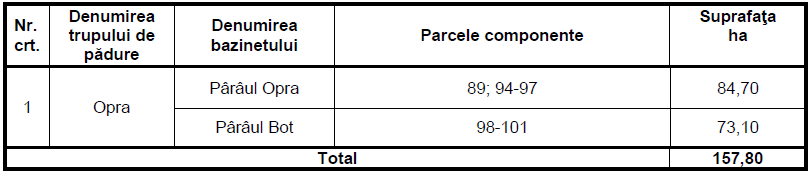 Nr. crt.
Denumirea trupului de pădure
Denumirea bazinetului
Parcele componente
Suprafaţa ha
1
Opra
Pârâul Opra
89; 94-97
84,70
Pârâul Bot
98-101
73,10
Total
157,80